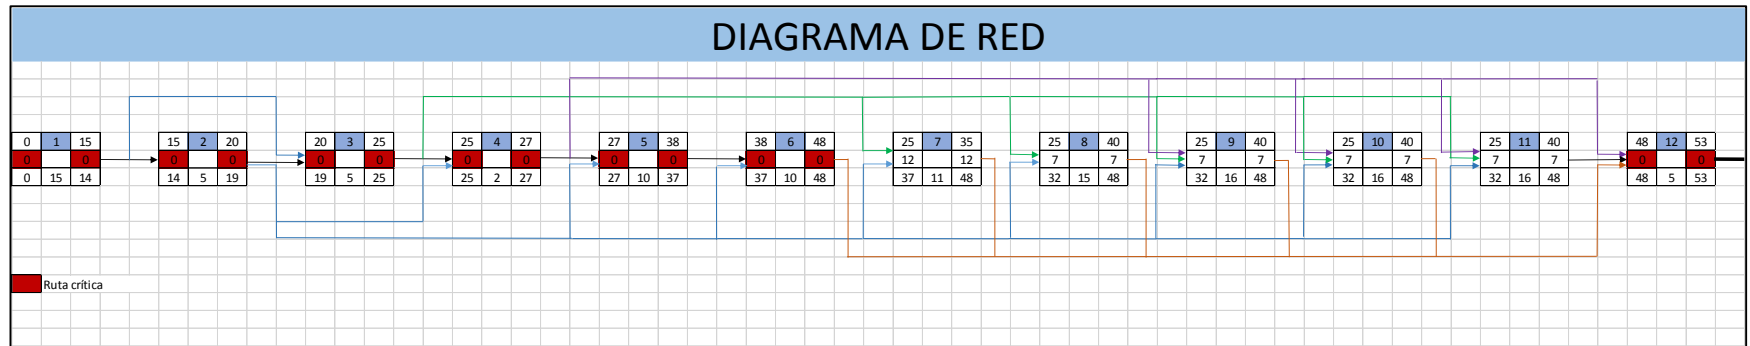 DIAGRAMA DE RED
0 1 15 15 2 20 20 3 25 25 4 27 27 5 38 38 6 48 25 7 35 25 8 40 25 9 40 25 10 40 25 11 40 48 12 53
0 0 0 0 0 0 0 0 0 0 0 0 12 12 7 7 7 7 7 7 7 7 0 0
0 15 14 14 5 19 19 5 25 25 2 27 27 10 37 37 10 48 37 11 48 32 15 48 32 16 48 32 16 48 32 16 48 48 5 53
Ruta crítica